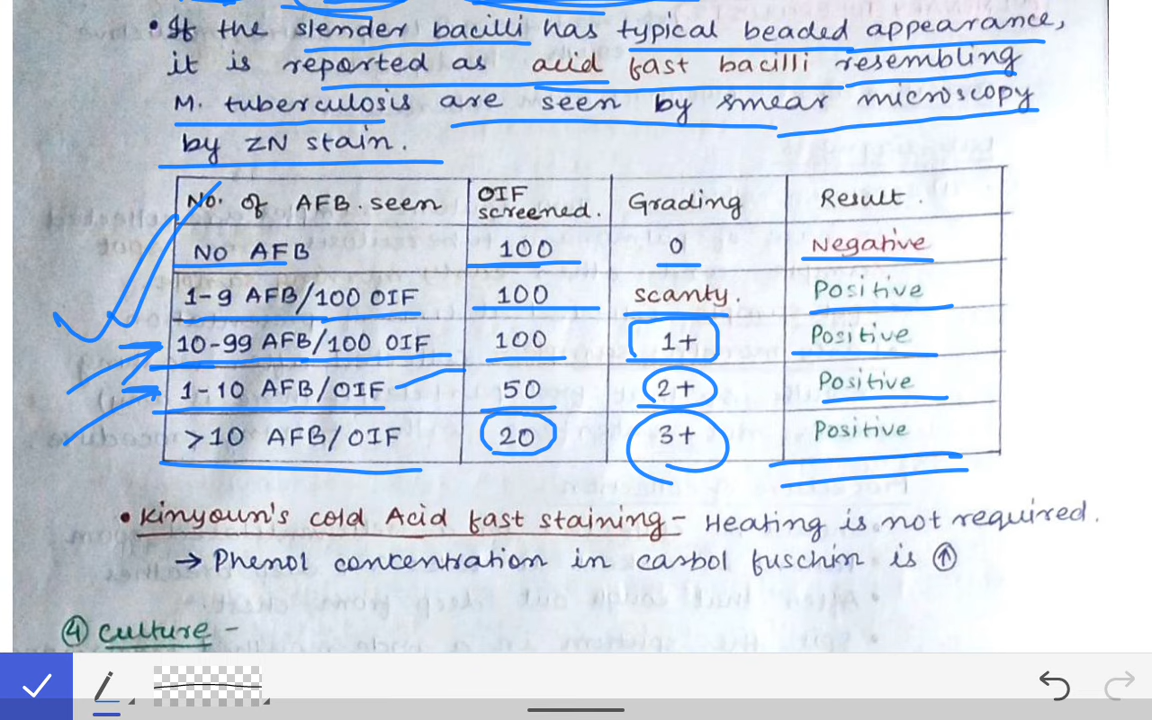 • If the slender bacilli has typical beaded appearance,
it is reported as acid fast bacilli resembling
M. tuberculosis are seen by smear microscopy
by ZN stain.
No. of AFB seen OIF screened. Grading Result.
No AFB 100 0 Negative
1-9 AFB/100 OIF 100 scanty. Positive
10-99 AFB/100 OIF 100 1+ Positive
1-10 AFB/OIF 50 2+ Positive
>10 AFB/OIF 20 3+ Positive
• Kinyoun's cold Acid fast staining - Heating is not required.
→ Phenol concentration in carbol fuschin is ↑
④ culture -